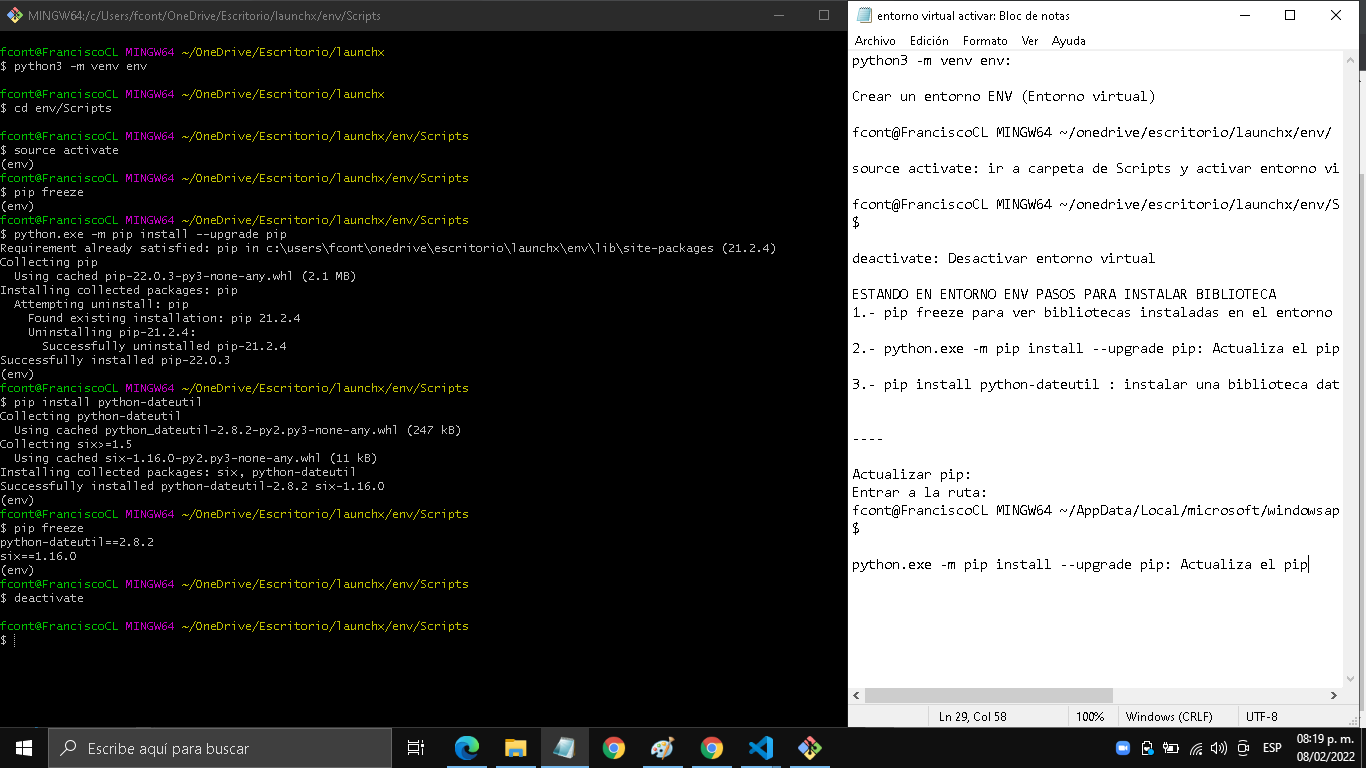 MINGW64:/c/Users/fcont/OneDrive/Escritorio/launchx/env/Scripts
fcont@FranciscoCL MINGW64 ~/OneDrive/Escritorio/launchx
$ python3 -m venv env
fcont@FranciscoCL MINGW64 ~/OneDrive/Escritorio/launchx
$ cd env/Scripts
fcont@FranciscoCL MINGW64 ~/OneDrive/Escritorio/launchx/env/Scripts
$ source activate
(env)
fcont@FranciscoCL MINGW64 ~/OneDrive/Escritorio/launchx/env/Scripts
$ pip freeze
(env)
fcont@FranciscoCL MINGW64 ~/OneDrive/Escritorio/launchx/env/Scripts
$ python.exe -m pip install --upgrade pip
Requirement already satisfied: pip in c:\users\fcont\onedrive\escritorio\launchx\env\lib\site-packages (21.2.4)
Collecting pip
Using cached pip-22.0.3-py3-none-any.whl (2.1 MB)
Installing collected packages: pip
Attempting uninstall: pip
Found existing installation: pip 21.2.4
Uninstalling pip-21.2.4:
Successfully uninstalled pip-21.2.4
Successfully installed pip-22.0.3
(env)
fcont@FranciscoCL MINGW64 ~/OneDrive/Escritorio/launchx/env/Scripts
$ pip install python-dateutil
Collecting python-dateutil
Using cached python_dateutil-2.8.2-py2.py3-none-any.whl (247 kB)
Collecting six>=1.5
Using cached six-1.16.0-py2.py3-none-any.whl (11 kB)
Installing collected packages: six, python-dateutil
Successfully installed python-dateutil-2.8.2 six-1.16.0
(env)
fcont@FranciscoCL MINGW64 ~/OneDrive/Escritorio/launchx/env/Scripts
$ pip freeze
python-dateutil==2.8.2
six==1.16.0
(env)
fcont@FranciscoCL MINGW64 ~/OneDrive/Escritorio/launchx/env/Scripts
$ deactivate
fcont@FranciscoCL MINGW64 ~/OneDrive/Escritorio/launchx/env/Scripts
$
entorno virtual activar: Bloc de notas
Archivo Edición Formato Ver Ayuda
python3 -m venv env:
Crear un entorno ENV (Entorno virtual)
fcont@FranciscoCL MINGW64 ~/onedrive/escritorio/launchx/env/
source activate: ir a carpeta de Scripts y activar entorno vi
fcont@FranciscoCL MINGW64 ~/onedrive/escritorio/launchx/env/S
$
deactivate: Desactivar entorno virtual
ESTANDO EN ENTORNO ENV PASOS PARA INSTALAR BIBLIOTECA
1.- pip freeze para ver bibliotecas instaladas en el entorno
2.- python.exe -m pip install --upgrade pip: Actualiza el pip
3.- pip install python-dateutil : instalar una biblioteca dat
----
Actualizar pip:
Entrar a la ruta:
fcont@FranciscoCL MINGW64 ~/AppData/Local/microsoft/windowsap
$
python.exe -m pip install --upgrade pip: Actualiza el pip
Ln 29, Col 58 100% Windows (CRLF) UTF-8
Escribe aquí para buscar
ESP
08:19 p. m.
08/02/2022